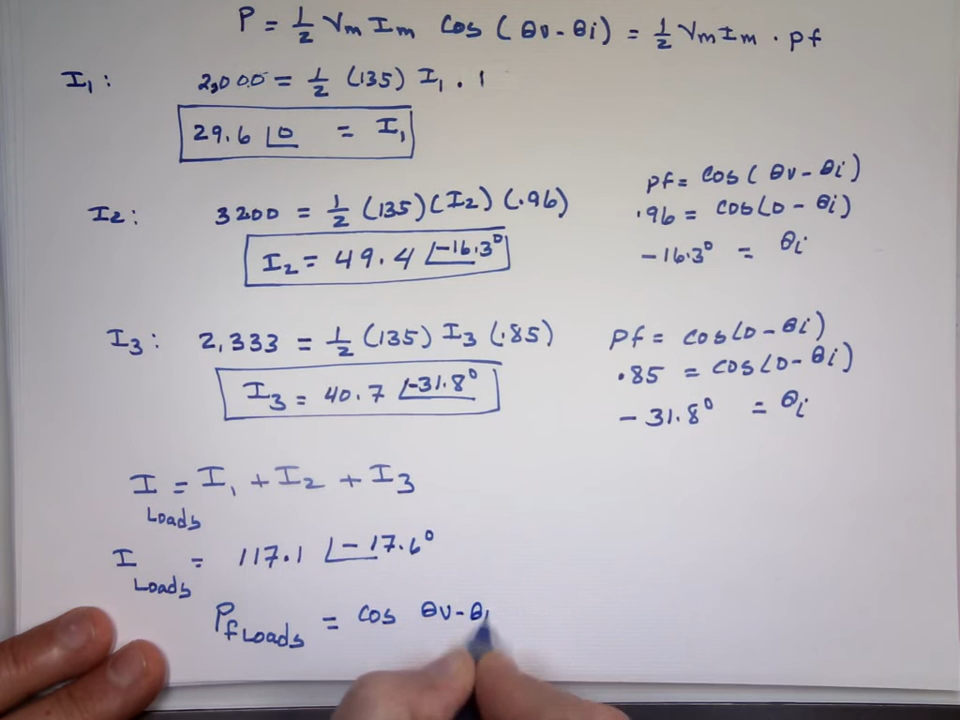 P = 1/2 Vm Im cos (θv - θi) = 1/2 Vm Im · pf
I1: 2,000 = 1/2 (135) I1 · 1
29.6 ∠0 = I1
I2: 3200 = 1/2 (135)(I2)(.96)
I2 = 49.4 ∠-16.3°
pf = cos( θv - θi)
.96 = cos(0 - θi)
-16.3° = θi
I3: 2,333 = 1/2 (135) I3 (.85)
I3 = 40.7 ∠-31.8°
Pf = cos(0 - θi)
.85 = cos(0 - θi)
-31.8° = θi
I Loads = I1 + I2 + I3
I Loads = 117.1 ∠-17.6°
Pf Loads = cos θv - θi